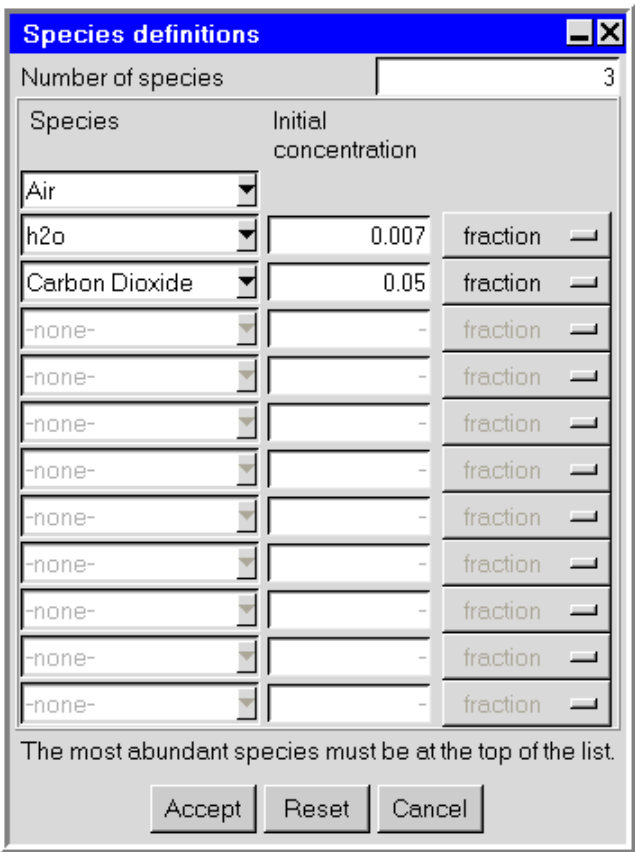 Species definitions
Number of species 3
Species Initial
concentration
Air
h2o 0.007 fraction
Carbon Dioxide 0.05 fraction
-none- - fraction
-none- - fraction
-none- - fraction
-none- - fraction
-none- - fraction
-none- - fraction
-none- - fraction
-none- - fraction
-none- - fraction
The most abundant species must be at the top of the list.
Accept Reset Cancel